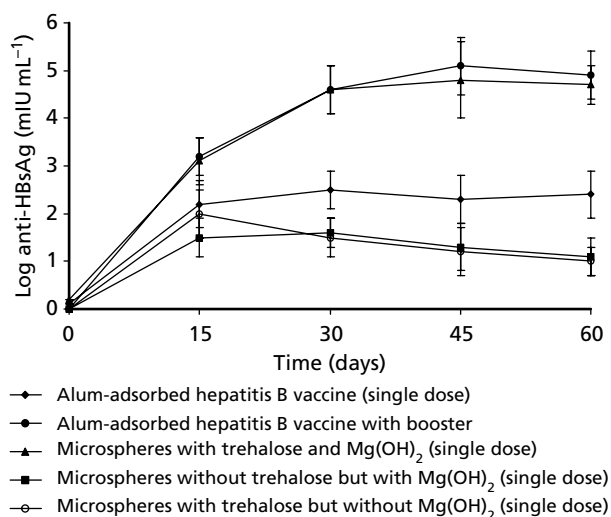 Log anti-HBsAg (mIU mL⁻¹)
6
5
4
3
2
1
0
0 15 30 45 60
Time (days)
Alum-adsorbed hepatitis B vaccine (single dose)
Alum-adsorbed hepatitis B vaccine with booster
Microspheres with trehalose and Mg(OH)₂ (single dose)
Microspheres without trehalose but with Mg(OH)₂ (single dose)
Microspheres with trehalose but without Mg(OH)₂ (single dose)